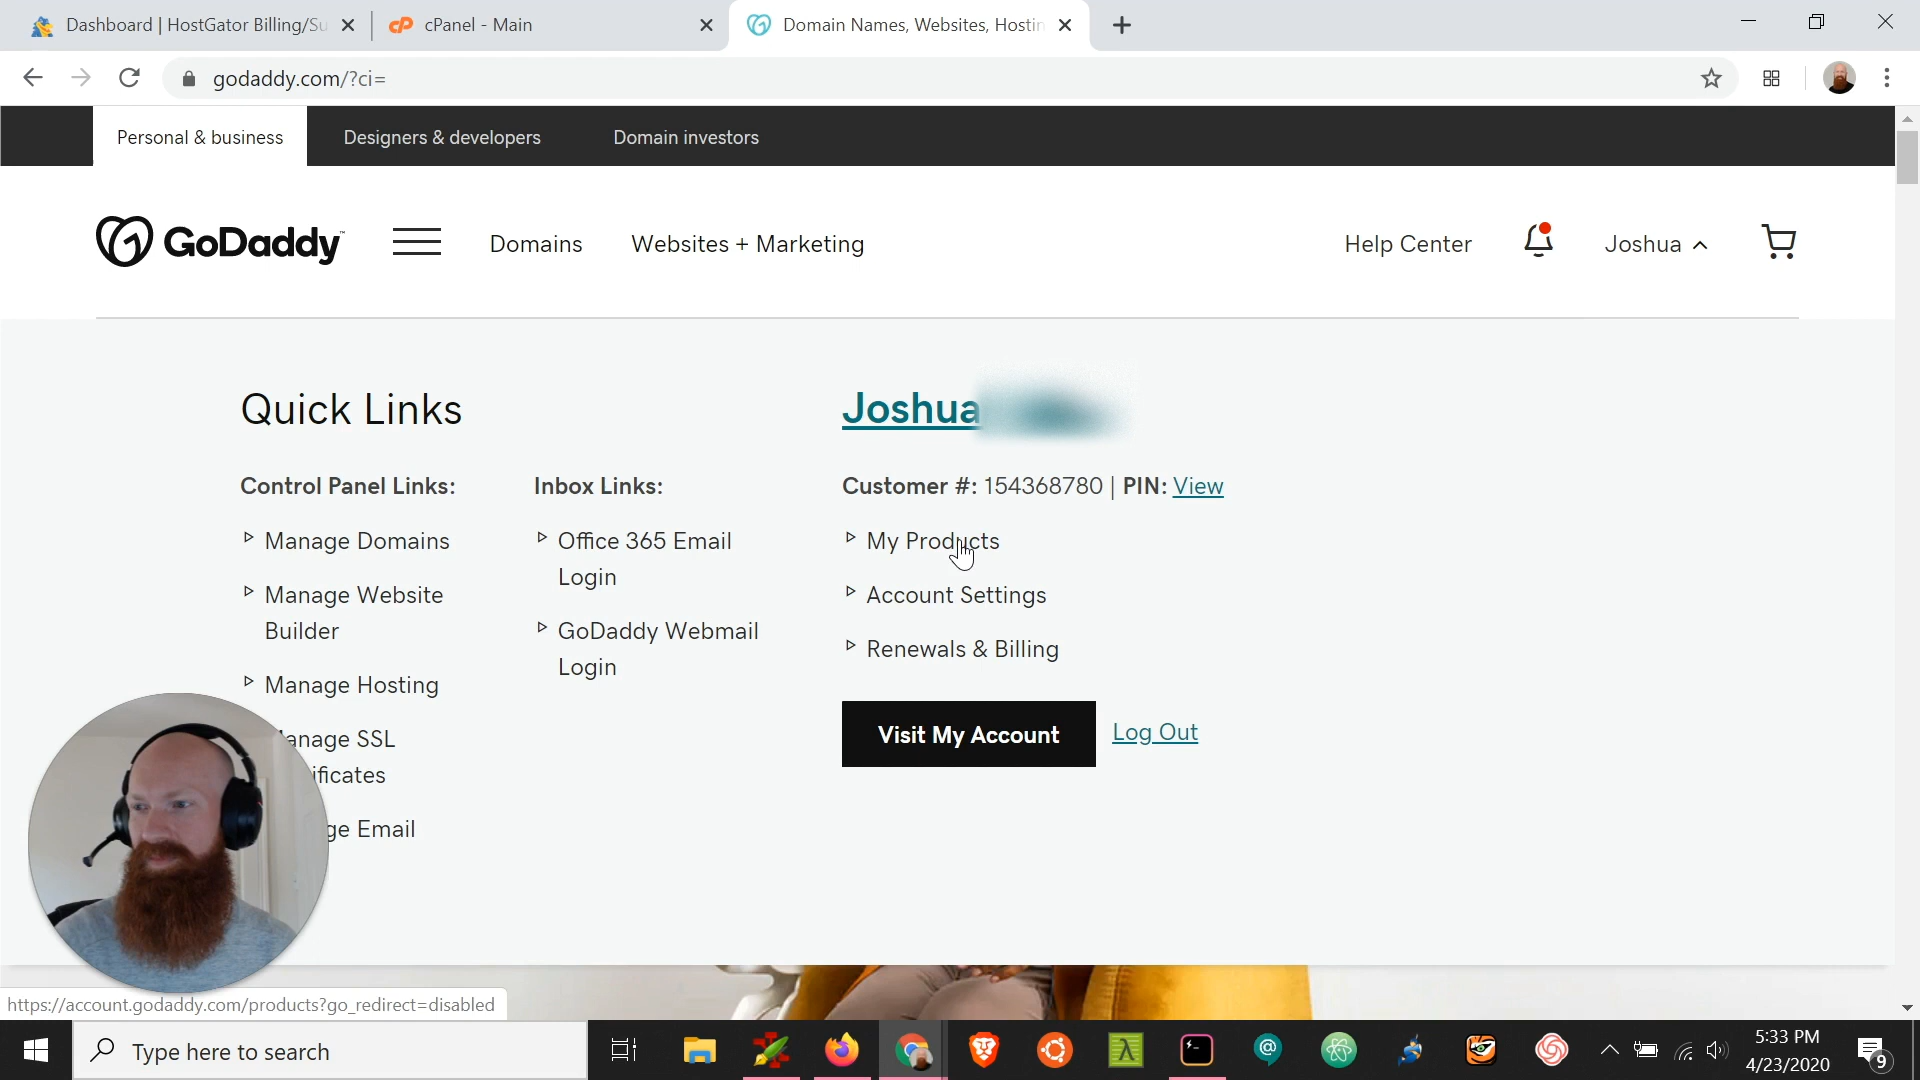 Dashboard | HostGator Billing/Su
cPanel - Main
Domain Names, Websites, Hostin
godaddy.com/?ci=
Personal & business
Designers & developers
Domain investors
GoDaddy
Domains
Websites + Marketing
Help Center
Joshua
Quick Links
Joshua
Control Panel Links:
Inbox Links:
Customer #: 154368780 | PIN: View
Manage Domains
Office 365 Email
Login
My Products
Manage Website
Builder
GoDaddy Webmail
Login
Account Settings
Renewals & Billing
Manage Hosting
anage SSL
ificates
Visit My Account
Log Out
ge Email
https://account.godaddy.com/products?go_redirect=disabled
Type here to search
5:33 PM
4/23/2020
9